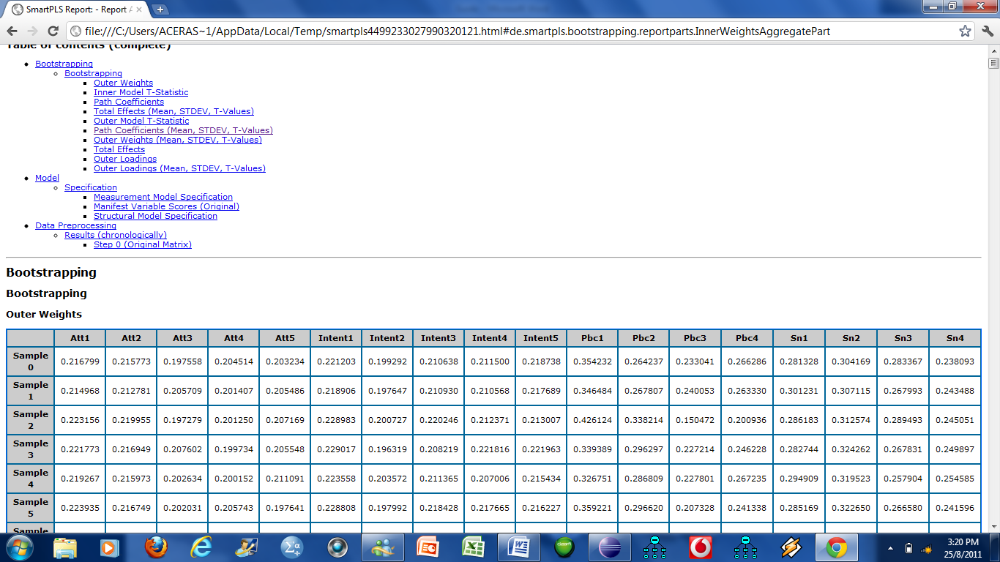 SmartPLS Report: - Report A
file:///C:/Users/ACERAS~1/AppData/Local/Temp/smartpls4499233027990320121.html#de.smartpls.bootstrapping.reportparts.InnerWeightsAggregatePart
Table of contents (complete)
Bootstrapping
Bootstrapping
Outer Weights
Inner Model T-Statistic
Path Coefficients
Total Effects (Mean, STDEV, T-Values)
Outer Model T-Statistic
Path Coefficients (Mean, STDEV, T-Values)
Outer Weights (Mean, STDEV, T-Values)
Total Effects
Outer Loadings
Outer Loadings (Mean, STDEV, T-Values)
Model
Specification
Measurement Model Specification
Manifest Variable Scores (Original)
Structural Model Specification
Data Preprocessing
Results (chronologically)
Step 0 (Original Matrix)
Bootstrapping
Bootstrapping
Outer Weights
Att1 Att2 Att3 Att4 Att5 Intent1 Intent2 Intent3 Intent4 Intent5 Pbc1 Pbc2 Pbc3 Pbc4 Sn1 Sn2 Sn3 Sn4
Sample 0 0.216799 0.215773 0.197558 0.204514 0.203234 0.221203 0.199292 0.210638 0.211500 0.218738 0.354232 0.264237 0.233041 0.266286 0.281328 0.304169 0.283367 0.238093
Sample 1 0.214968 0.212781 0.205709 0.201407 0.205486 0.218906 0.197647 0.210930 0.210568 0.217689 0.346484 0.267807 0.240053 0.263330 0.301231 0.307115 0.267993 0.243488
Sample 2 0.223156 0.219955 0.197279 0.201250 0.207169 0.228983 0.200727 0.220246 0.212371 0.213007 0.426124 0.338214 0.150472 0.200936 0.286183 0.312574 0.289493 0.245051
Sample 3 0.221773 0.216949 0.207602 0.199734 0.205548 0.229017 0.196319 0.208219 0.221816 0.221963 0.339389 0.296297 0.227214 0.246228 0.282744 0.324262 0.267831 0.249897
Sample 4 0.219267 0.215973 0.202634 0.200152 0.211091 0.223558 0.203572 0.211365 0.207006 0.215434 0.326751 0.286809 0.227801 0.267235 0.294909 0.319523 0.257904 0.254585
Sample 5 0.223935 0.216749 0.202031 0.205743 0.197641 0.228808 0.197992 0.218428 0.217665 0.216227 0.359221 0.296620 0.207328 0.241338 0.285169 0.322650 0.266580 0.241596
Sample
3:20 PM
25/8/2011